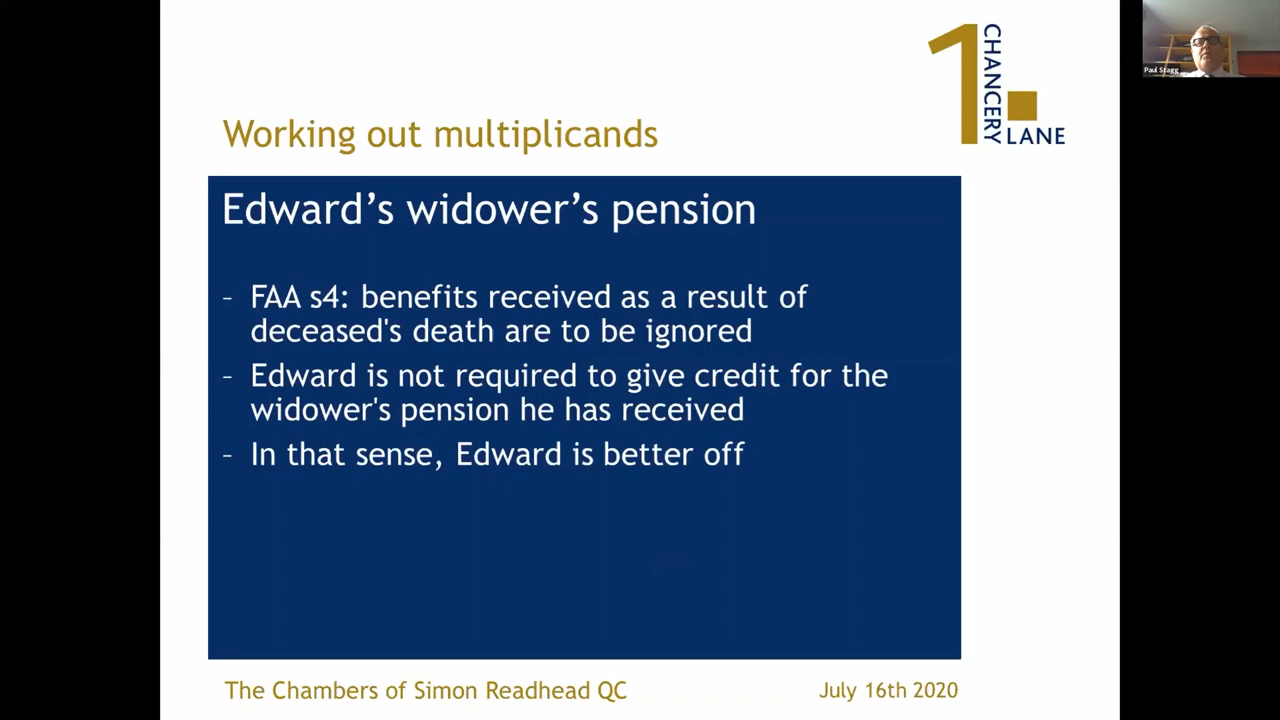 1 CHANCERY LANE
Paul Stagg
Working out multiplicands
Edward’s widower’s pension
– FAA s4: benefits received as a result of
deceased's death are to be ignored
– Edward is not required to give credit for the
widower's pension he has received
– In that sense, Edward is better off
The Chambers of Simon Readhead QC
July 16th 2020